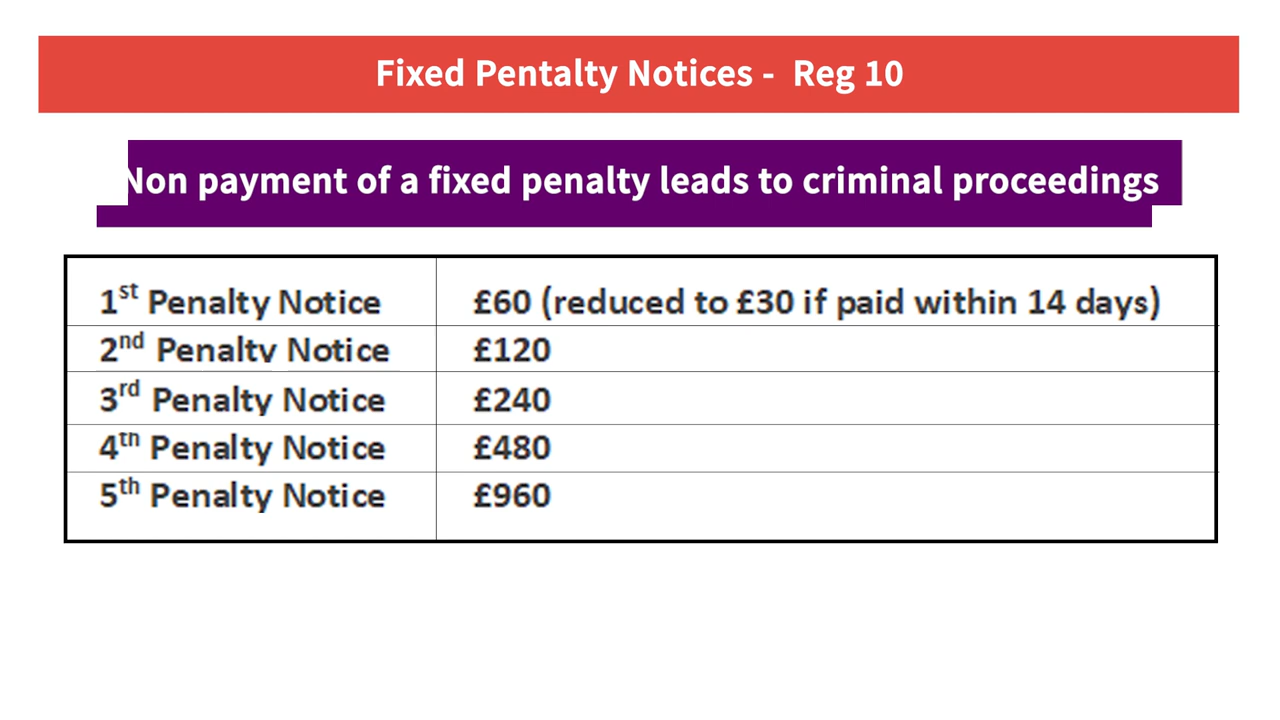 Fixed Pentalty Notices - Reg 10
Non payment of a fixed penalty leads to criminal proceedings
1st Penalty Notice £60 (reduced to £30 if paid within 14 days)
2nd Penalty Notice £120
3rd Penalty Notice £240
4th Penalty Notice £480
5th Penalty Notice £960